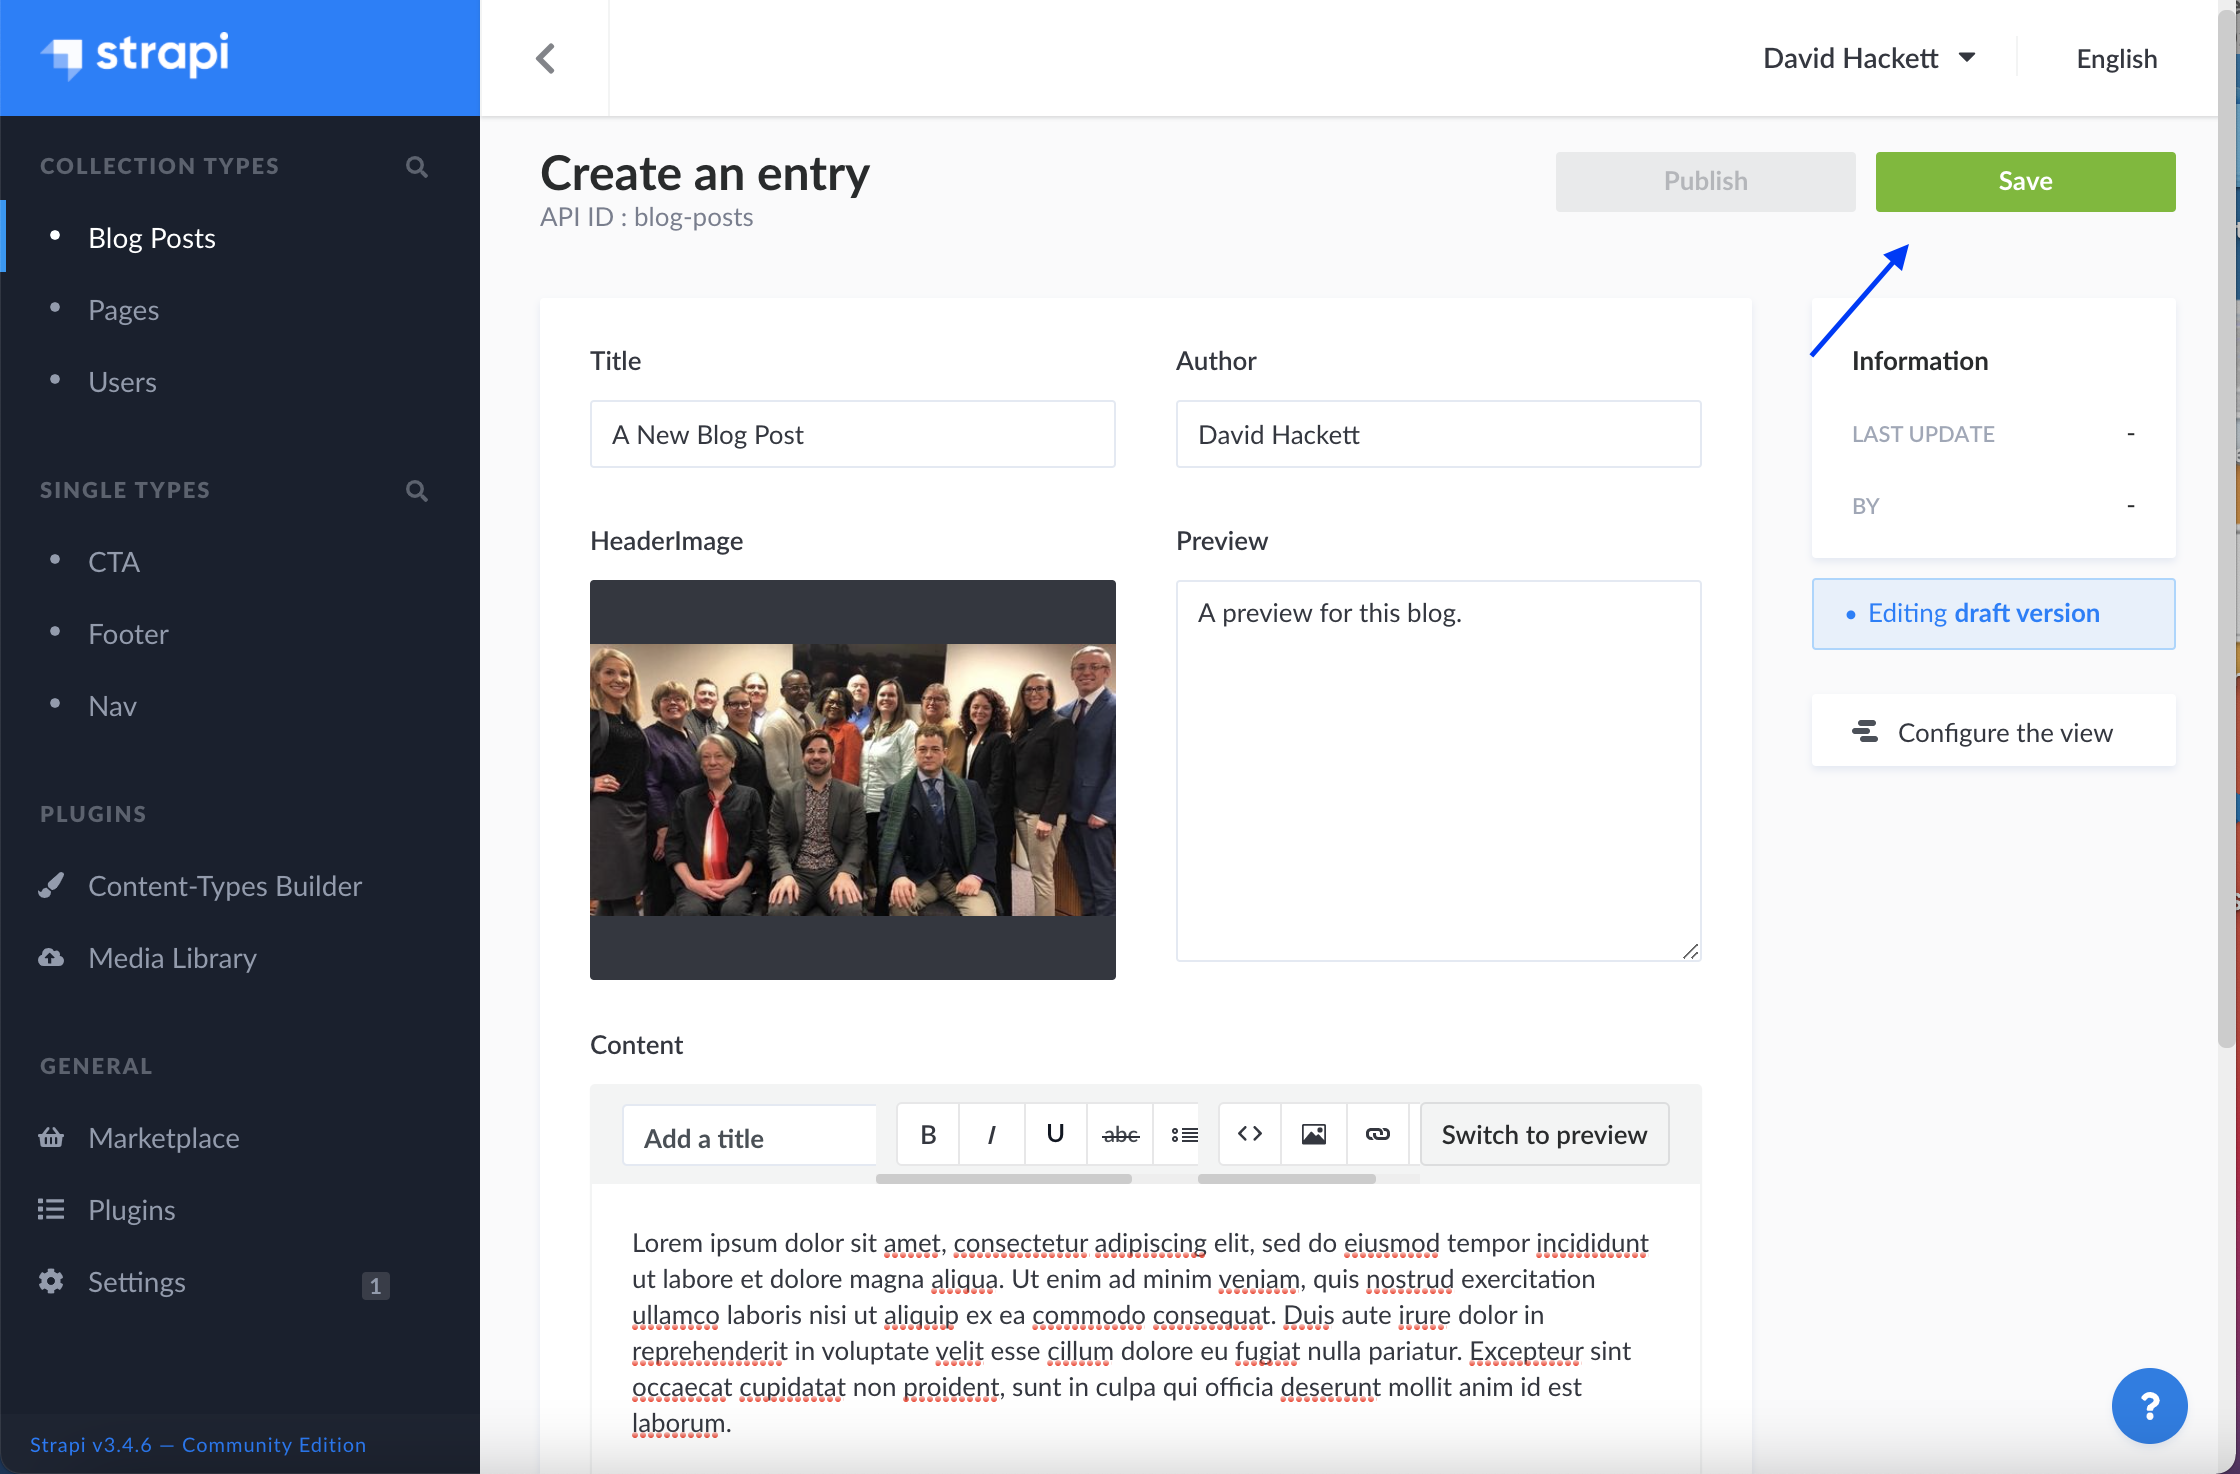 strapi
David Hackett
English
COLLECTION TYPES
Blog Posts
Pages
Users
SINGLE TYPES
CTA
Footer
Nav
PLUGINS
Content-Types Builder
Media Library
GENERAL
Marketplace
Plugins
Settings 1
Strapi v3.4.6 — Community Edition
Create an entry
API ID : blog-posts
Publish
Save
Title
A New Blog Post
Author
David Hackett
HeaderImage
Preview
A preview for this blog.
Content
Add a title
B I U abc
Switch to preview
Lorem ipsum dolor sit amet, consectetur adipiscing elit, sed do eiusmod tempor incididunt
ut labore et dolore magna aliqua. Ut enim ad minim veniam, quis nostrud exercitation
ullamco laboris nisi ut aliquip ex ea commodo consequat. Duis aute irure dolor in
reprehenderit in voluptate velit esse cillum dolore eu fugiat nulla pariatur. Excepteur sint
occaecat cupidatat non proident, sunt in culpa qui officia deserunt mollit anim id est
laborum.
Information
LAST UPDATE -
BY -
Editing draft version
Configure the view
?